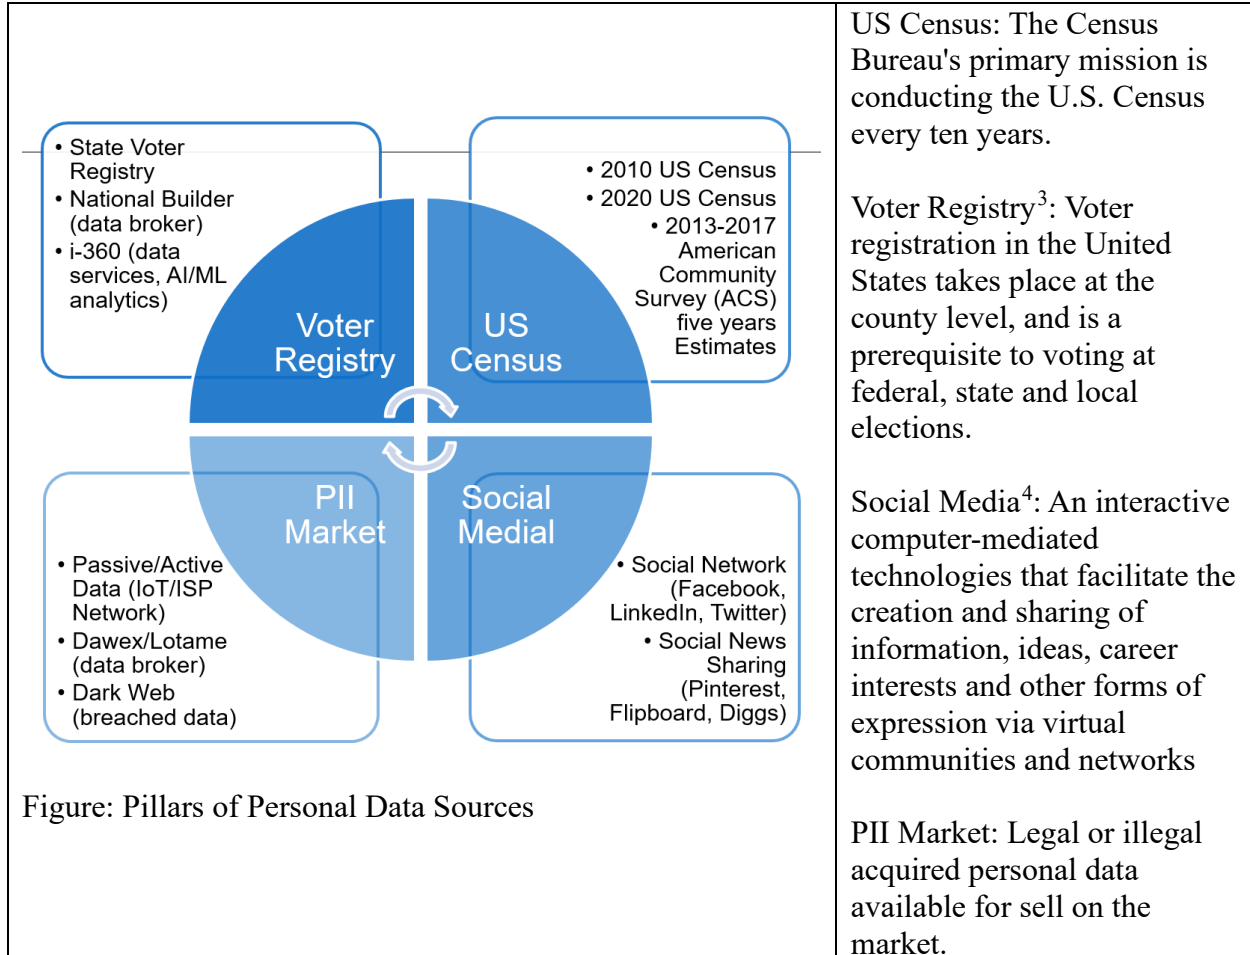 • State Voter
Registry
• National Builder
(data broker)
• i-360 (data
services, AI/ML
analytics)
• 2010 US Census
• 2020 US Census
• 2013-2017
American
Community
Survey (ACS)
five years
Estimates
Voter
Registry
US
Census
PII
Market
Social
Medial
• Passive/Active
Data (IoT/ISP
Network)
• Dawex/Lotame
(data broker)
• Dark Web
(breached data)
• Social Network
(Facebook,
LinkedIn, Twitter)
• Social News
Sharing
(Pinterest,
Flipboard, Diggs)
Figure: Pillars of Personal Data Sources
US Census: The Census
Bureau's primary mission is
conducting the U.S. Census
every ten years.
Voter Registry3: Voter
registration in the United
States takes place at the
county level, and is a
prerequisite to voting at
federal, state and local
elections.
Social Media4: An interactive
computer-mediated
technologies that facilitate the
creation and sharing of
information, ideas, career
interests and other forms of
expression via virtual
communities and networks
PII Market: Legal or illegal
acquired personal data
available for sell on the
market.